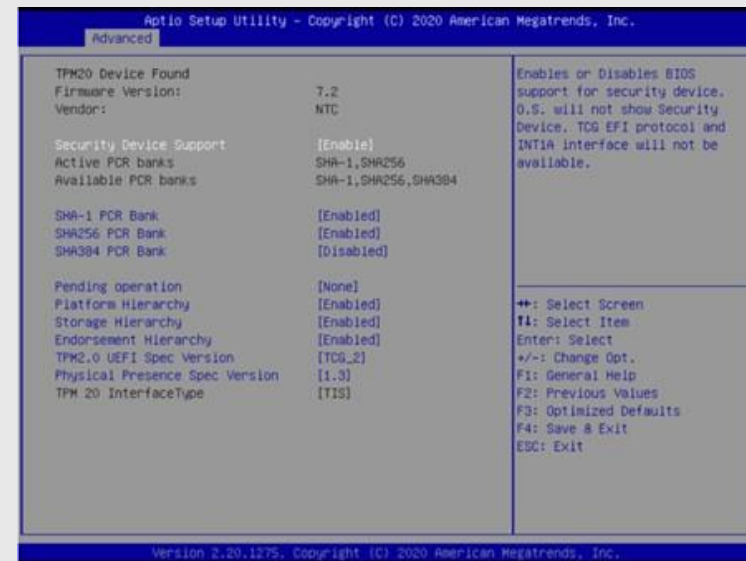 Aptio Setup Utility - Copyright (C) 2020 American Megatrends, Inc.
Advanced
TPM20 Device Found
Firmware Version: 7.2
Vendor: NTC
Security Device Support [Enable]
Active PCR banks SHA-1,SHA256
Available PCR banks SHA-1,SHA256,SHA384
SHA-1 PCR Bank [Enabled]
SHA256 PCR Bank [Enabled]
SHA384 PCR Bank [Disabled]
Pending operation [None]
Platform Hierarchy [Enabled]
Storage Hierarchy [Enabled]
Endorsement Hierarchy [Enabled]
TPM2.0 UEFI Spec Version [TCG_2]
Physical Presence Spec Version [1.3]
TPM 20 InterfaceType [TIS]
Enables or Disables BIOS
support for security device.
O.S. will not show Security
Device. TCG EFI protocol and
INT1A interface will not be
available.
→←: Select Screen
↑↓: Select Item
Enter: Select
+/-: Change Opt.
F1: General Help
F2: Previous Values
F3: Optimized Defaults
F4: Save & Exit
ESC: Exit
Version 2.20.1275. Copyright (C) 2020 American Megatrends, Inc.